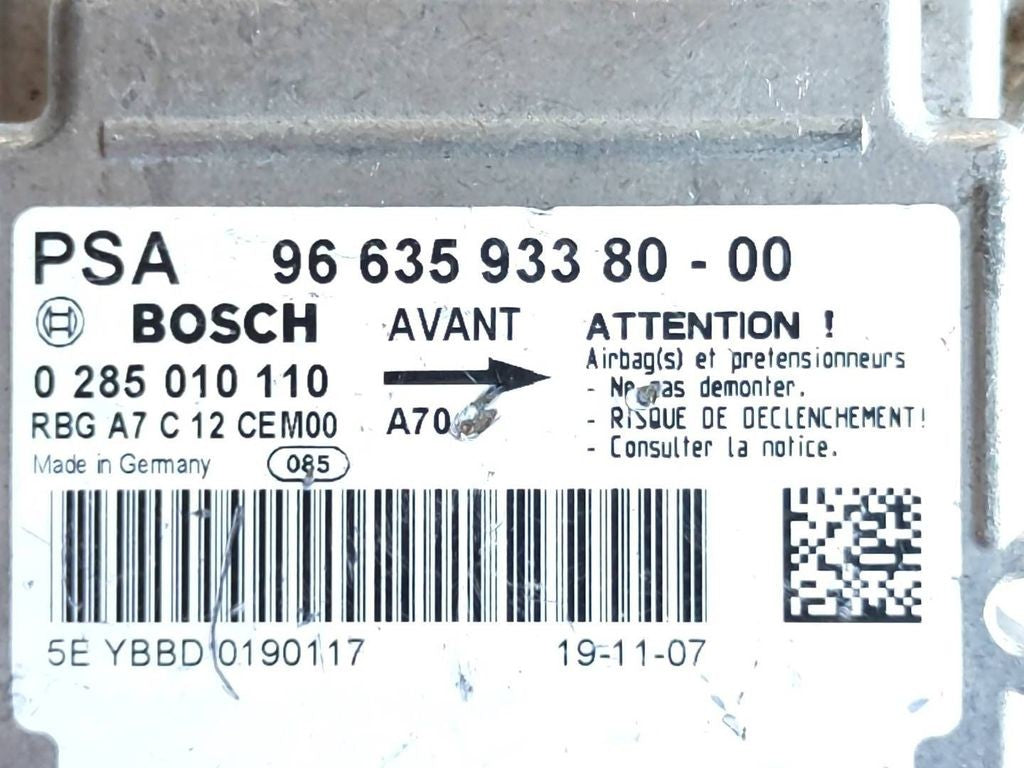 PSA 96 635 933 80 - 00
BOSCH AVANT ATTENTION !
0 285 010 110 Airbag(s) et pretensionneurs
- Ne pas demonter.
RBG A7 C 12 CEM00 A70 - RISQUE DE DECLENCHEMENT!
Made in Germany 085 - Consulter la notice.
5E YBBD 0190117 19-11-07